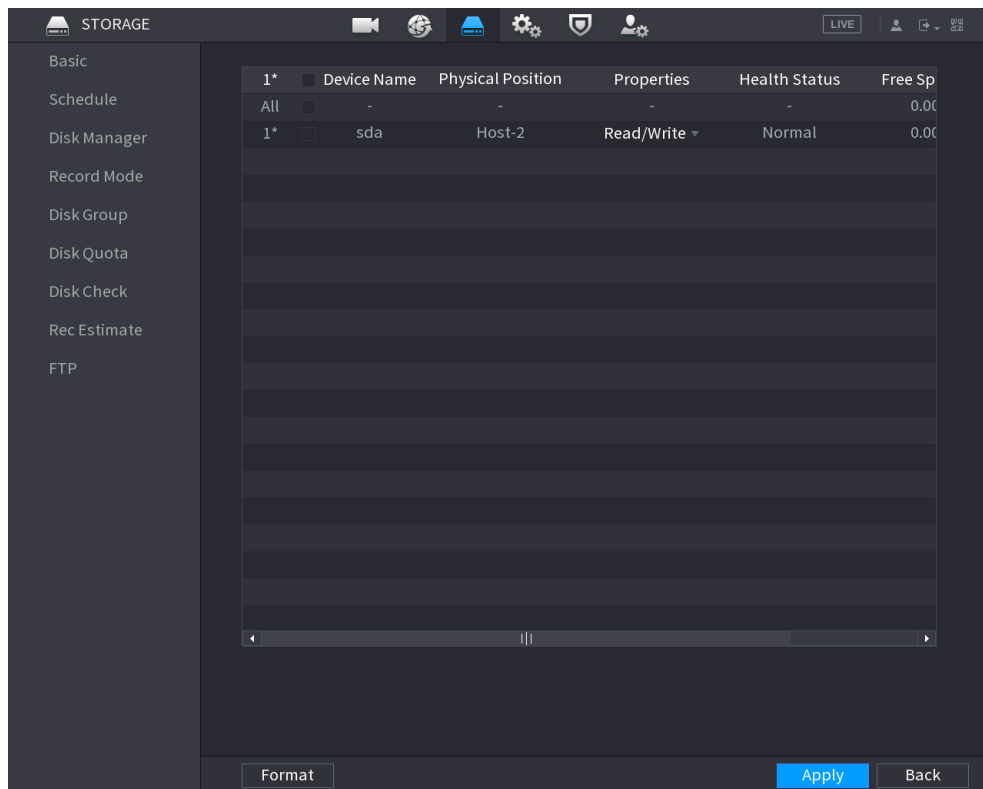 STORAGE
LIVE
Basic
Schedule
Disk Manager
Record Mode
Disk Group
Disk Quota
Disk Check
Rec Estimate
FTP
1* Device Name Physical Position Properties Health Status Free Sp
All - - - - 0.00
1* sda Host-2 Read/Write Normal 0.00
Format
Apply
Back